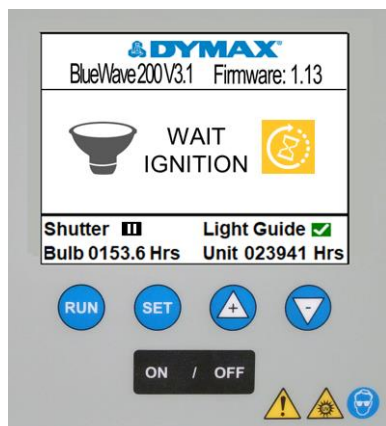 DYMAX
BlueWave 200 V3.1 Firmware: 1.13
WAIT
IGNITION
Shutter Light Guide
Bulb 0153.6 Hrs Unit 023941 Hrs
RUN SET + -
ON / OFF